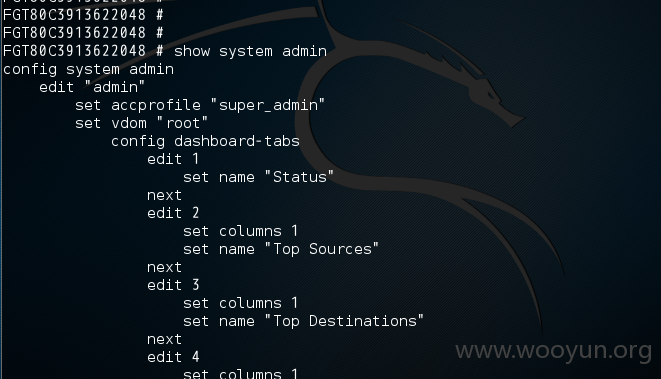 FGT80C3913622048 #
FGT80C3913622048 #
FGT80C3913622048 #
FGT80C3913622048 # show system admin
config system admin
    edit "admin"
        set accprofile "super_admin"
        set vdom "root"
            config dashboard-tabs
                edit 1
                    set name "Status"
                next
                edit 2
                    set columns 1
                    set name "Top Sources"
                next
                edit 3
                    set columns 1
                    set name "Top Destinations"
                next
                edit 4
                    set columns 1
www.wooyun.org